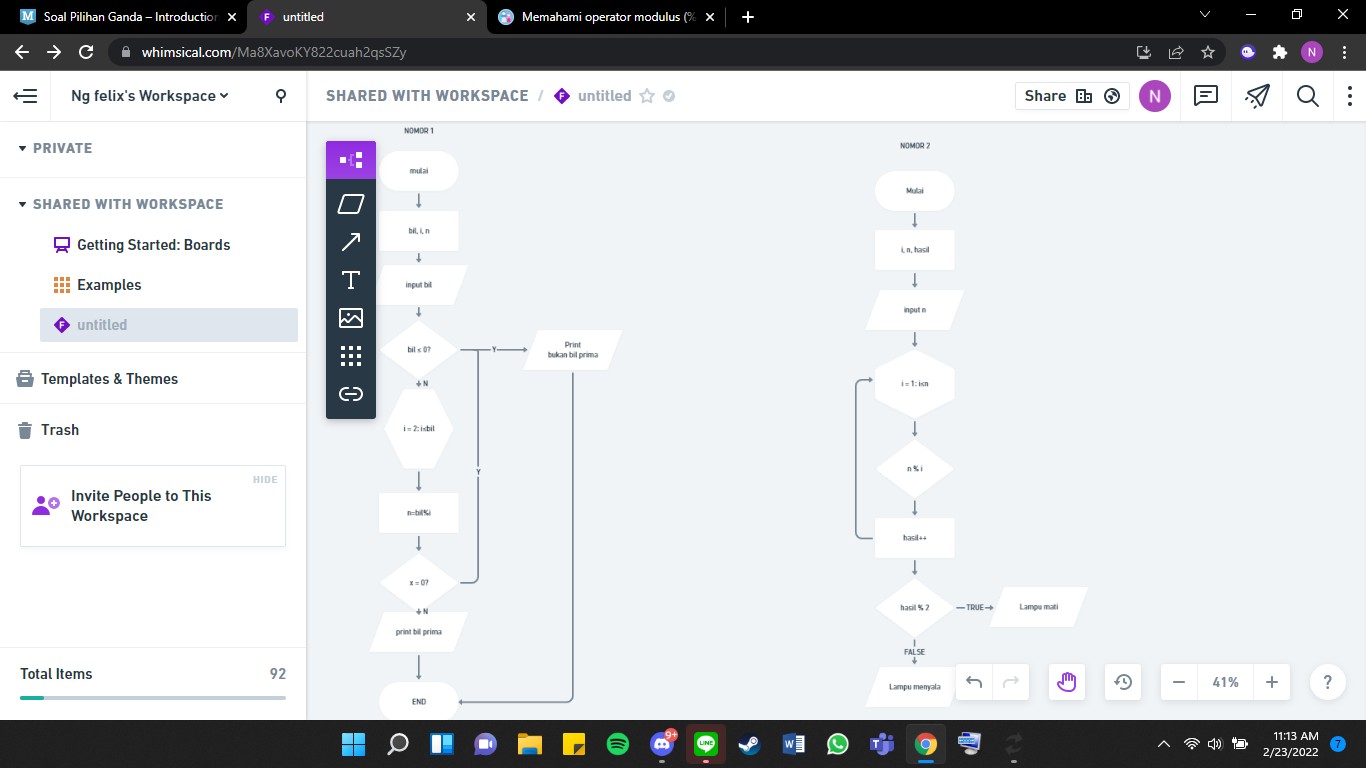 Soal Pilihan Ganda – Introduction
untitled
Memahami operator modulus (%
whimsical.com/Ma8XavoKY822cuah2qsSZy
N
Ng felix's Workspace
SHARED WITH WORKSPACE / untitled
Share
N
PRIVATE
SHARED WITH WORKSPACE
Getting Started: Boards
Examples
untitled
Templates & Themes
Trash
HIDE
Invite People to This
Workspace
Total Items 92
NOMOR 1
mulai
bil, i, n
input bil
bil ≤ 0?
Y
Print
bukan bil prima
N
i = 2: i≤bil
Y
n=bil%i
x = 0?
N
print bil prima
END
NOMOR 2
Mulai
i, n, hasil
input n
i = 1: i≤n
n % i
hasil++
hasil % 2
TRUE
Lampu mati
FALSE
Lampu menyala
41%
?
9+
LINE
11:13 AM
2/23/2022
7